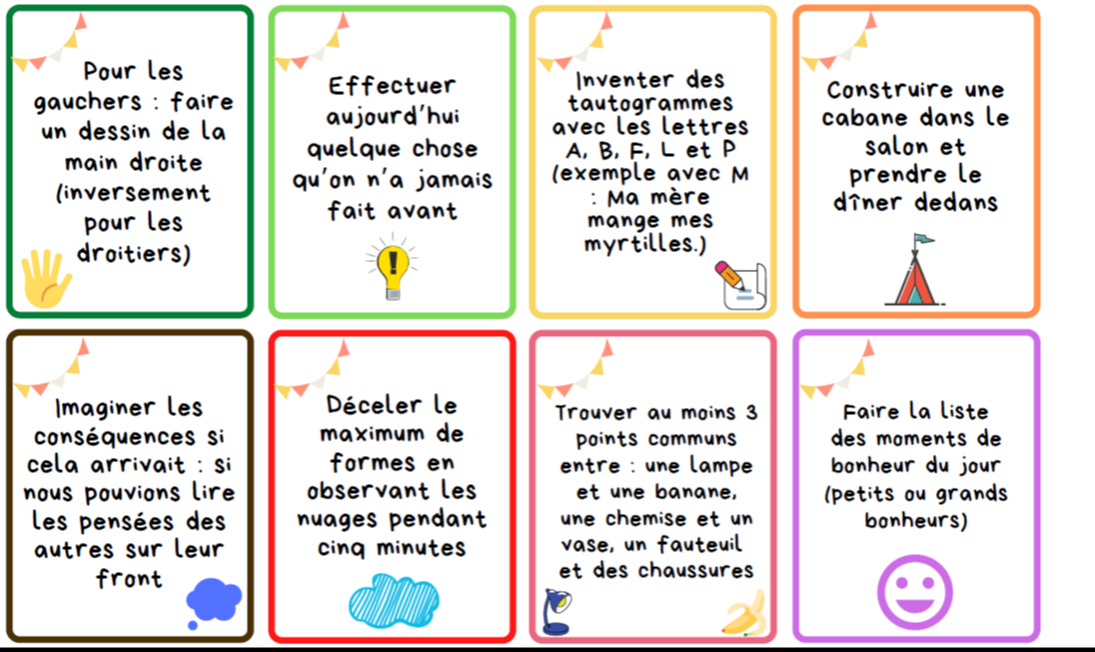 Pour les
gauchers : faire
un dessin de la
main droite
(inversement
pour les
droitiers)
Effectuer
aujourd'hui
quelque chose
qu'on n'a jamais
fait avant
Inventer des
tautogrammes
avec les lettres
A, B, F, L et P
(exemple avec M
: Ma mère
mange mes
myrtilles.)
Construire une
cabane dans le
salon et
prendre le
dîner dedans
Imaginer les
conséquences si
cela arrivait : si
nous pouvions lire
les pensées des
autres sur leur
front
Déceler le
maximum de
formes en
observant les
nuages pendant
cinq minutes
Trouver au moins 3
points communs
entre : une lampe
et une banane,
une chemise et un
vase, un fauteuil
et des chaussures
Faire la liste
des moments de
bonheur du jour
(petits ou grands
bonheurs)